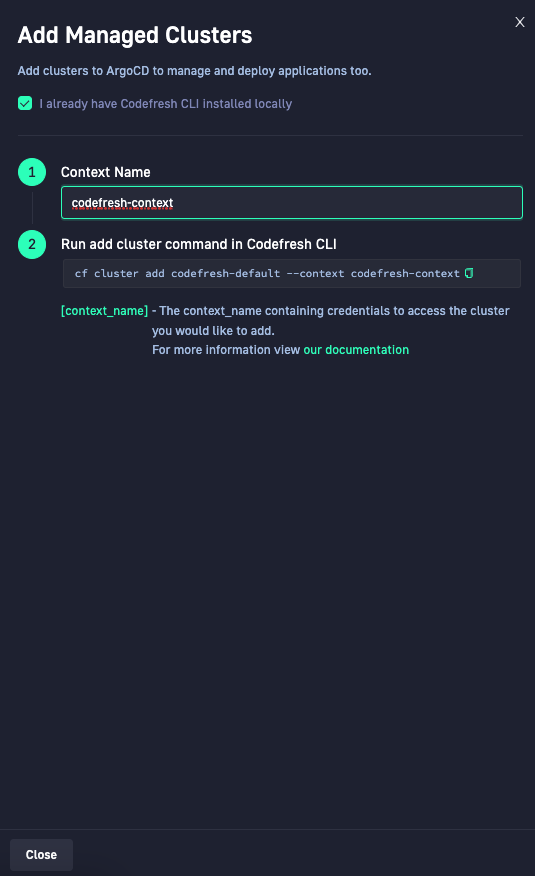 Add Managed Clusters
X
Add clusters to ArgoCD to manage and deploy applications too.
I already have Codefresh CLI installed locally
1 Context Name
codefresh-context
2 Run add cluster command in Codefresh CLI
cf cluster add codefresh-default --context codefresh-context
[context_name] - The context_name containing credentials to access the cluster
you would like to add.
For more information view our documentation
Close